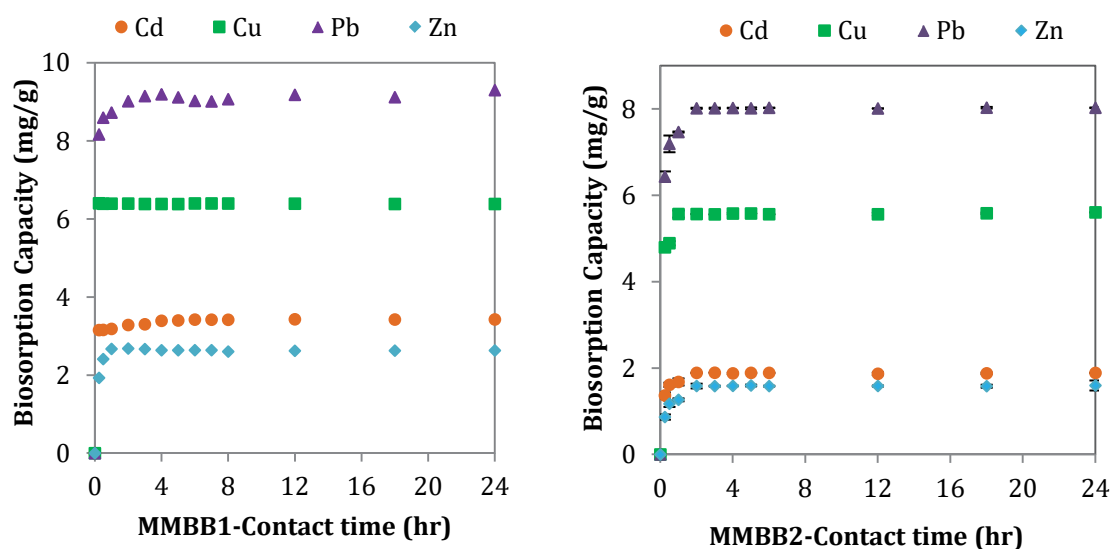 Cd Cu Pb Zn
10
8
6
4
2
0
0 4 8 12 16 20 24
Biosorption Capacity (mg/g)
MMBB1-Contact time (hr)
Cd Cu Pb Zn
8
6
4
2
0
0 4 8 12 16 20 24
Biosorption Capacity (mg/g)
MMBB2-Contact time (hr)